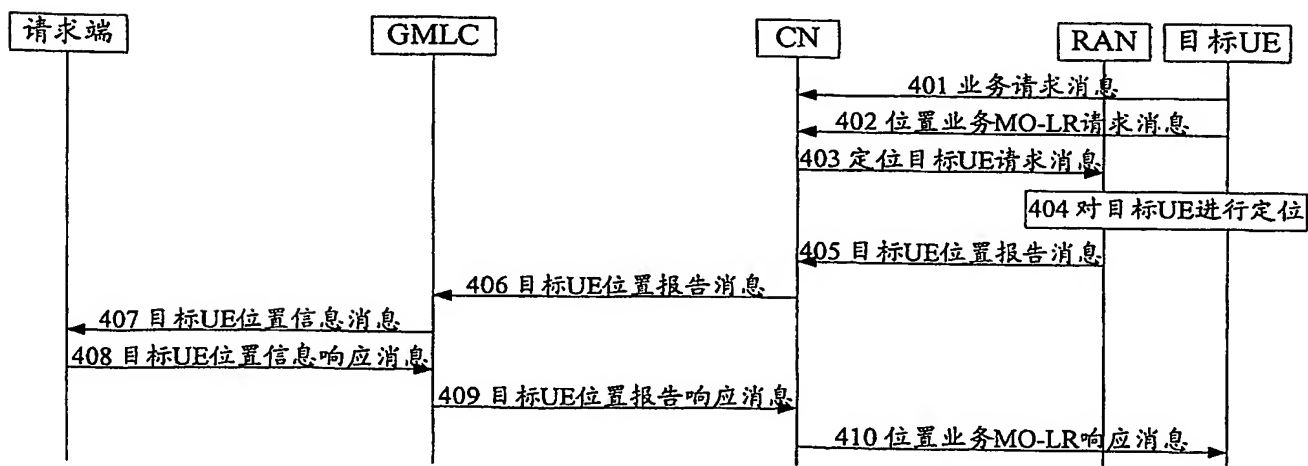 请求端
GMLC
CN
RAN
目标UE
401 业务请求消息
402 位置业务MO-LR请求消息
403 定位目标UE请求消息
404 对目标UE进行定位
405 目标UE位置报告消息
406 目标UE位置报告消息
407 目标UE位置信息消息
408 目标UE位置信息响应消息
409 目标UE位置报告响应消息
410 位置业务MO-LR响应消息